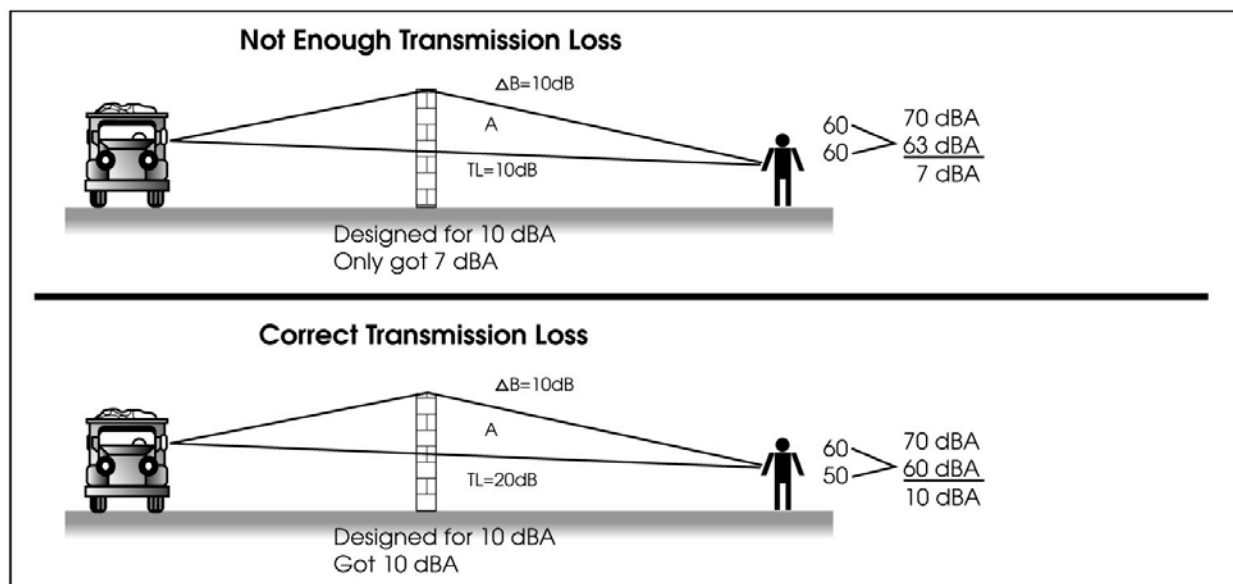 Not Enough Transmission Loss
ΔB=10dB
A
TL=10dB
60
60
70 dBA
63 dBA
7 dBA
Designed for 10 dBA
Only got 7 dBA
Correct Transmission Loss
ΔB=10dB
A
TL=20dB
60
50
70 dBA
60 dBA
10 dBA
Designed for 10 dBA
Got 10 dBA